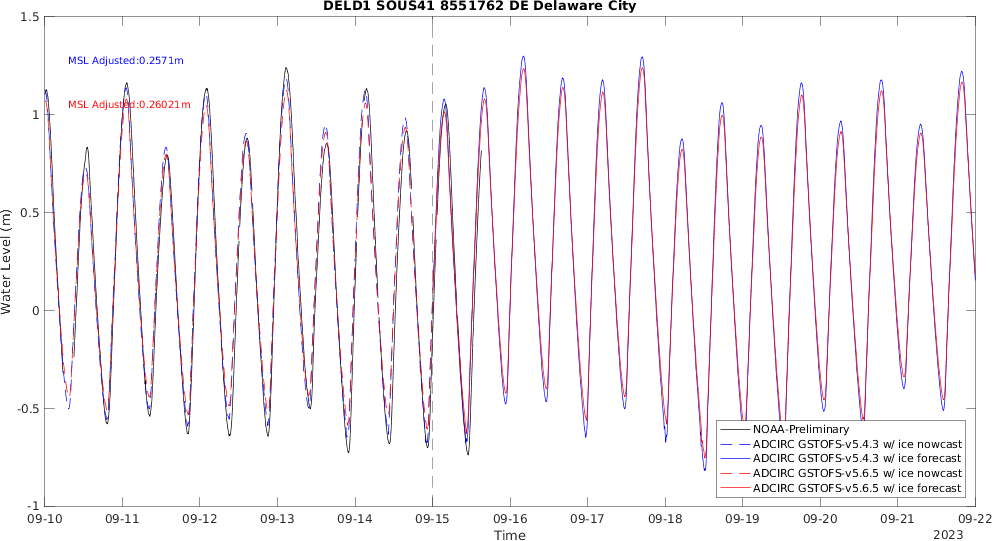 DELD1 SOUS41 8551762 DE Delaware City
1.5
MSL Adjusted:0.2571m
MSL Adjusted:0.26021m
1
0.5
0
-0.5
-1
Water Level (m)
NOAA-Preliminary
ADCIRC GSTOFS-v5.4.3 w/ ice nowcast
ADCIRC GSTOFS-v5.4.3 w/ ice forecast
ADCIRC GSTOFS-v5.6.5 w/ ice nowcast
ADCIRC GSTOFS-v5.6.5 w/ ice forecast
09-10 09-11 09-12 09-13 09-14 09-15 09-16 09-17 09-18 09-19 09-20 09-21 09-22
Time
2023